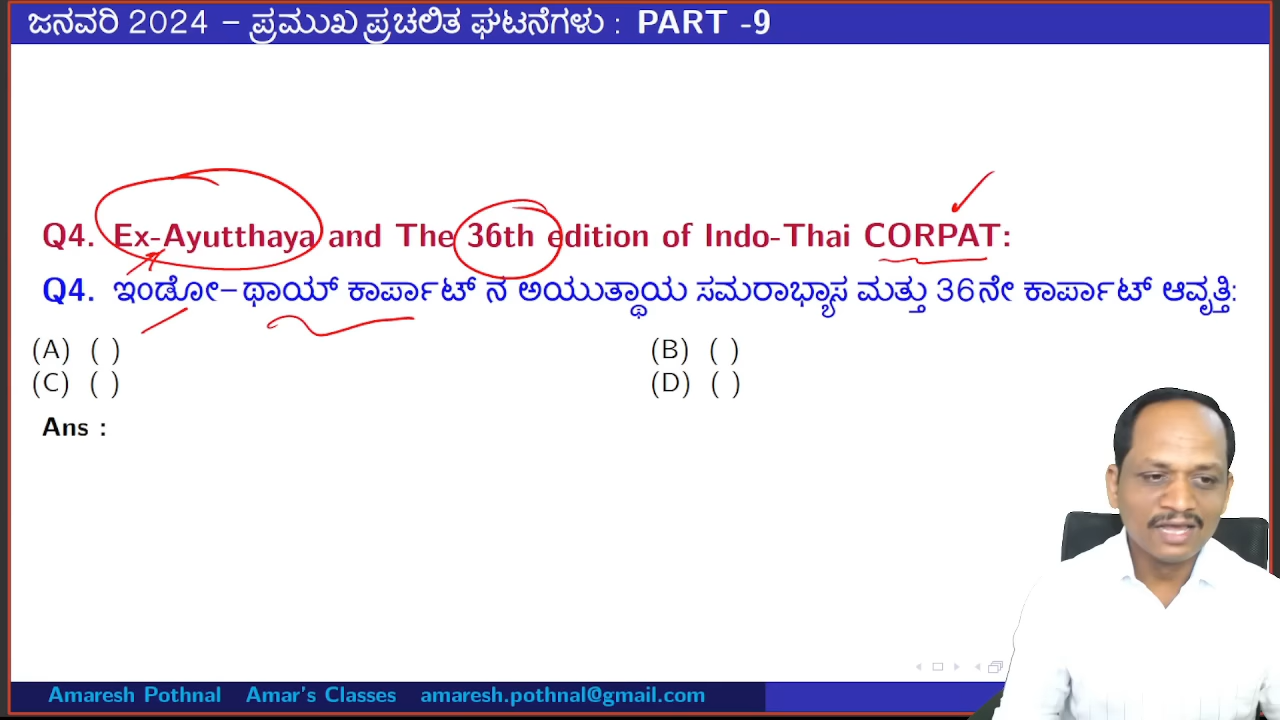 ಜನವರಿ 2024 – ಪ್ರಮುಖ ಪ್ರಚಲಿತ ಘಟನೆಗಳು : PART -9
Q4. Ex-Ayutthaya and The 36th edition of Indo-Thai CORPAT:
Q4. ಇಂಡೋ-ಥಾಯ್ ಕಾರ್ಪಾಟ್ ನ ಅಯುತ್ಥಾಯ ಸಮರಾಭ್ಯಾಸ ಮತ್ತು 36ನೇ ಕಾರ್ಪಾಟ್ ಆವೃತ್ತಿ:
(A) ( ) (B) ( )
(C) ( ) (D) ( )
Ans :
Amaresh Pothnal Amar's Classes amaresh.pothnal@gmail.com